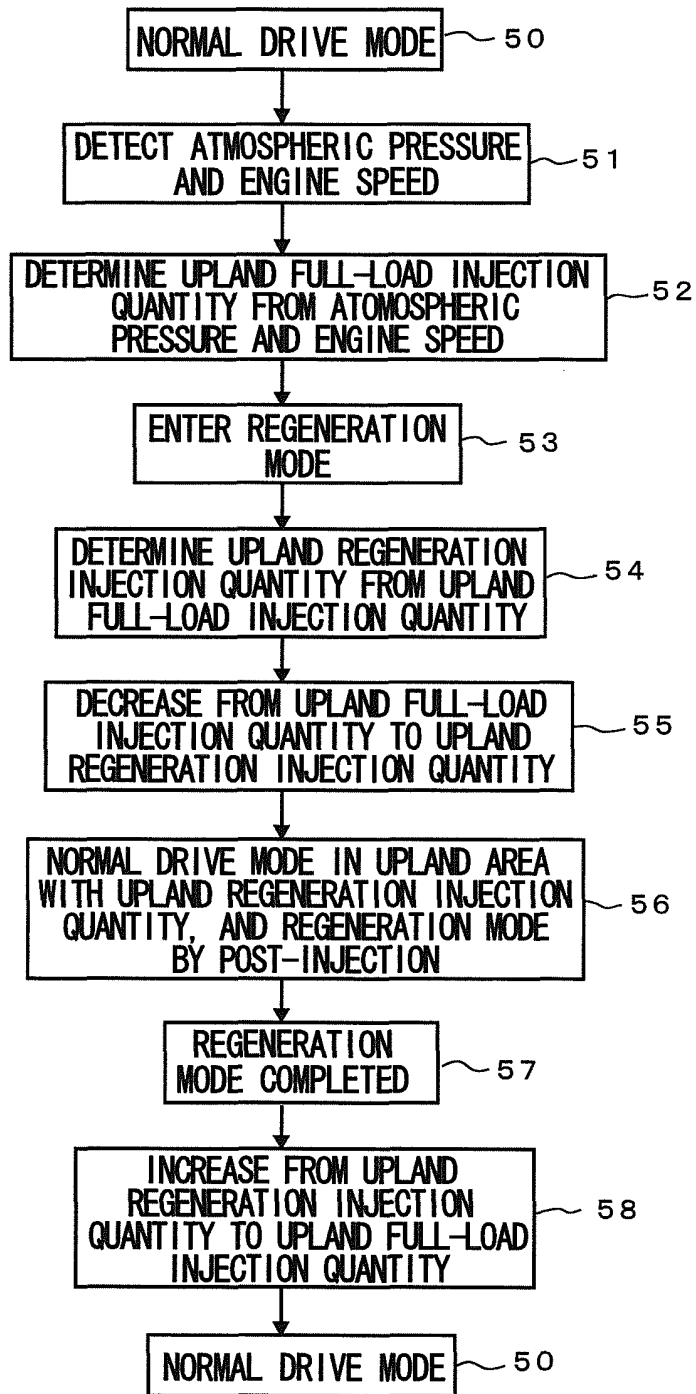 NORMAL DRIVE MODE
50
DETECT ATMOSPHERIC PRESSURE
AND ENGINE SPEED
51
DETERMINE UPLAND FULL-LOAD INJECTION
QUANTITY FROM ATOMOSPHERIC
PRESSURE AND ENGINE SPEED
52
ENTER REGENERATION
MODE
53
DETERMINE UPLAND REGENERATION
INJECTION QUANTITY FROM UPLAND
FULL-LOAD INJECTION QUANTITY
54
DECREASE FROM UPLAND FULL-LOAD
INJECTION QUANTITY TO UPLAND
REGENERATION INJECTION QUANTITY
55
NORMAL DRIVE MODE IN UPLAND AREA
WITH UPLAND REGENERATION INJECTION
QUANTITY, AND REGENERATION MODE
BY POST-INJECTION
56
REGENERATION
MODE COMPLETED
57
INCREASE FROM UPLAND
REGENERATION INJECTION
QUANTITY TO UPLAND FULL-LOAD
INJECTION QUANTITY
58
NORMAL DRIVE MODE
50